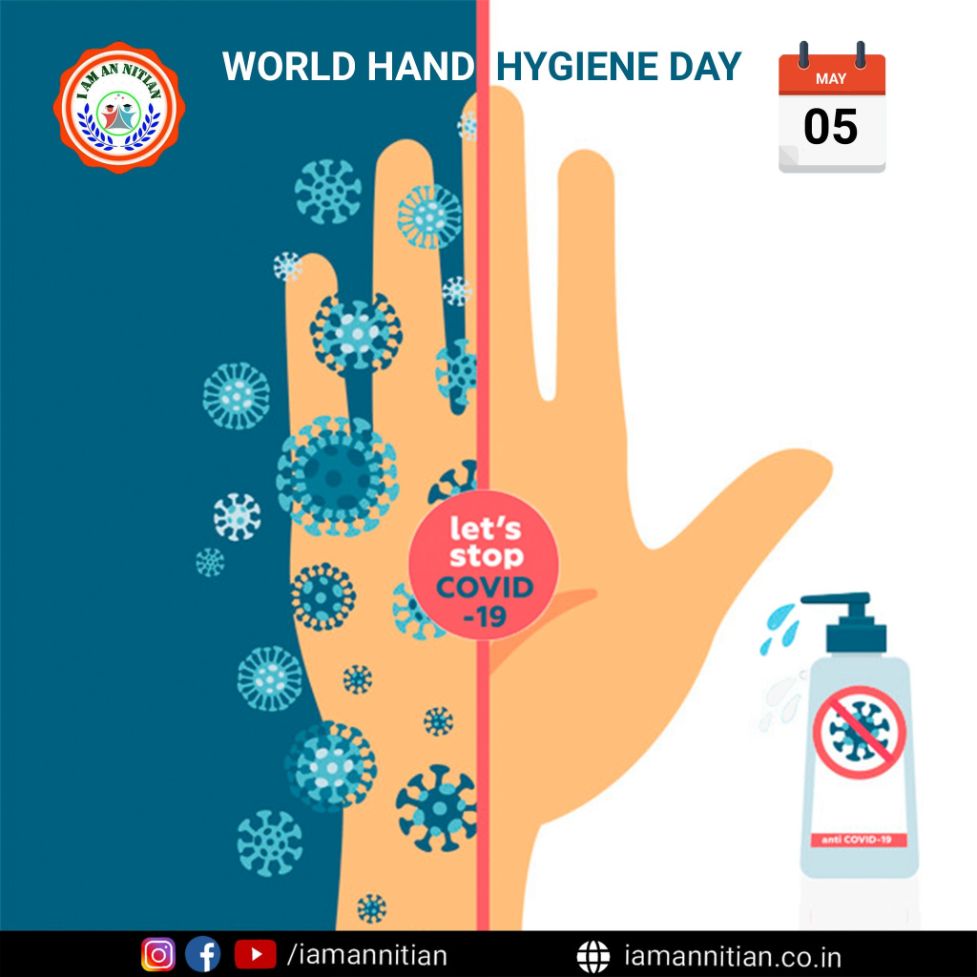 I AM AN NITIAN
WORLD HAND HYGIENE DAY
MAY
05
let's
stop
COVID
-19
anti COVID-19
/iamannitian
iamannitian.co.in